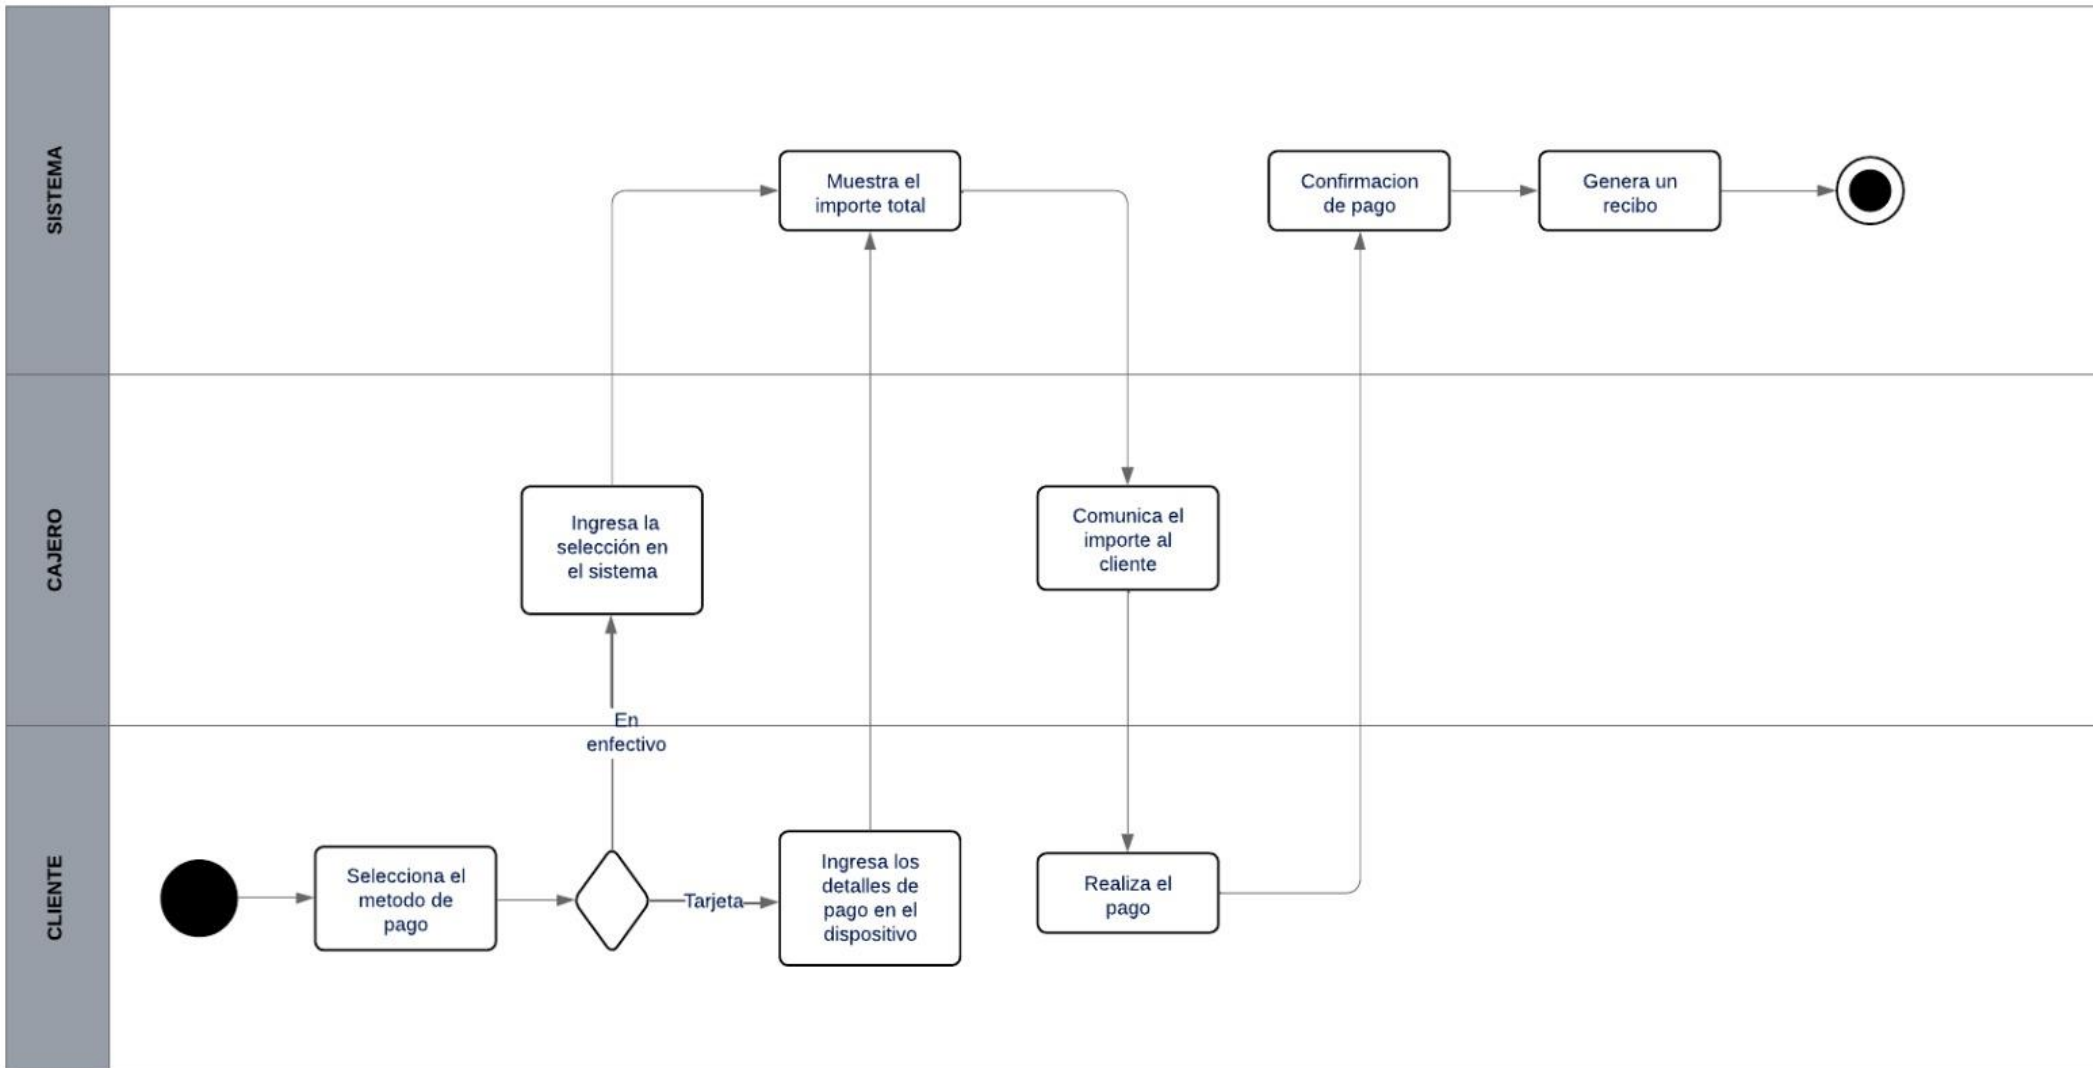 SISTEMA
Muestra el
importe total
Confirmacion
de pago
Genera un
recibo
CAJERO
Ingresa la
selección en
el sistema
Comunica el
importe al
cliente
En
enfectivo
CLIENTE
Selecciona el
metodo de
pago
Tarjeta
Ingresa los
detalles de
pago en el
dispositivo
Realiza el
pago